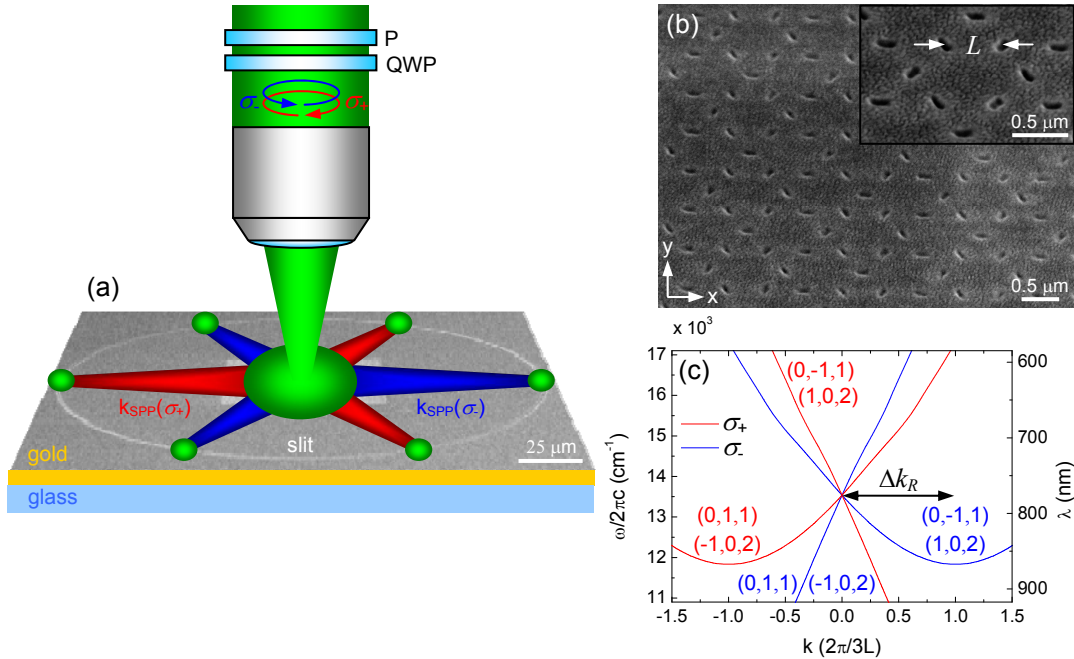 P
QWP
σ₋
σ₊
(a)
k_SPP(σ₊)
k_SPP(σ₋)
slit
25 μm
gold
glass
(b)
L
0.5 μm
y
x
0.5 μm
x 10³
(c)
17
16
15
14
13
12
11
ω/2πc (cm⁻¹)
(0,-1,1)
(1,0,2)
σ₊
σ₋
Δk_R
(0,1,1)
(-1,0,2)
(0,-1,1)
(1,0,2)
(0,1,1) (-1,0,2)
600
700
800
900
λ (nm)
-1.5 -1.0 -0.5 0.0 0.5 1.0 1.5
k (2π/3L)